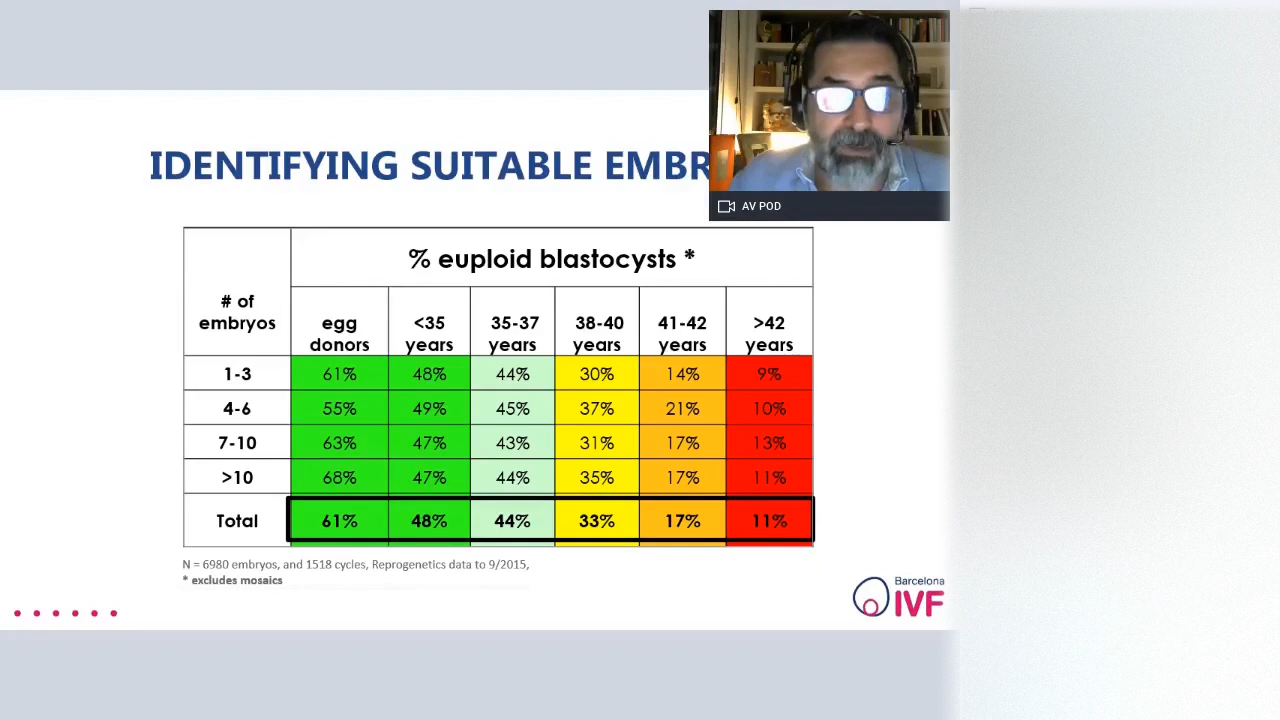 IDENTIFYING SUITABLE
AV POD
% euploid blastocysts *
# of embryos
egg donors
<35 years
35-37 years
38-40 years
41-42 years
>42 years
1-3 61% 48% 44% 30% 14% 9%
4-6 55% 49% 45% 37% 21% 10%
7-10 63% 47% 43% 31% 17% 13%
>10 68% 47% 44% 35% 17% 11%
Total 61% 48% 44% 33% 17% 11%
N = 6980 embryos, and 1518 cycles, Reprogenetics data to 9/2015,
* excludes mosaics
Barcelona
IVF